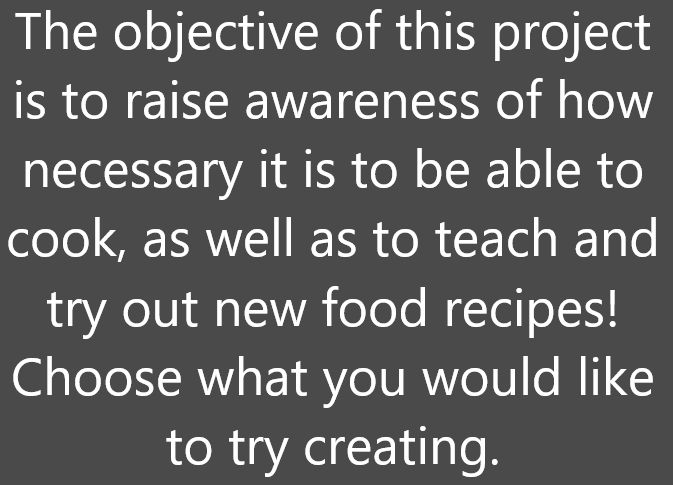 The objective of this project
is to raise awareness of how
necessary it is to be able to
cook, as well as to teach and
try out new food recipes!
Choose what you would like
to try creating.